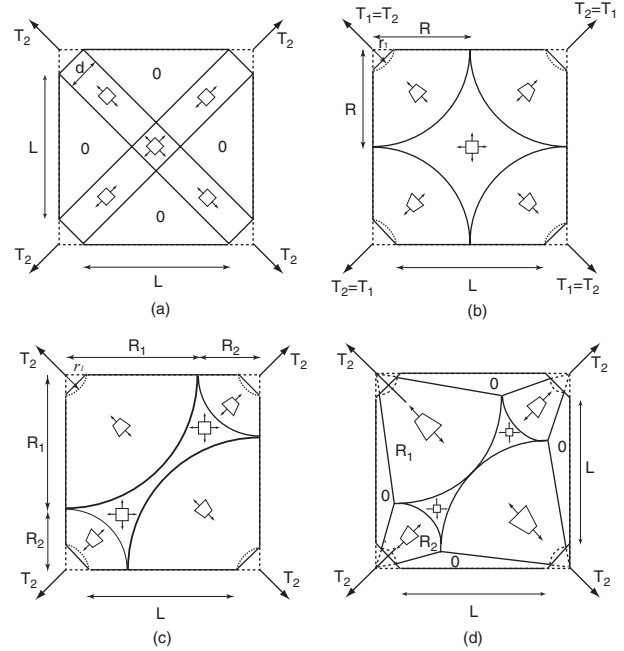 T₂ T₂
d 0
L 0 0
0
T₂ T₂
L
(a)
T₁=T₂ T₂=T₁
R
r₁
R
T₂=T₁ L T₁=T₂
(b)
R₁ R₂
T₂ T₂
r₁
R₁
R₂
T₂ T₂
L
(c)
T₂ T₂
0
R₁
L
0 0
R₂
0
T₂ T₂
L
(d)